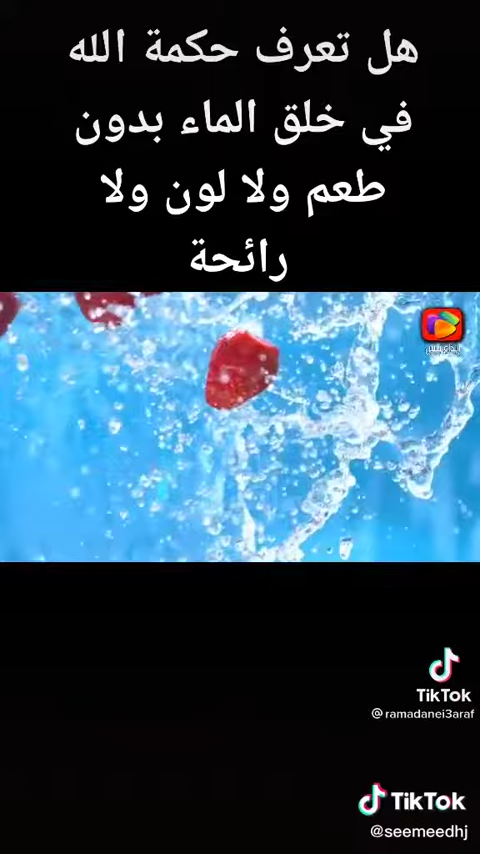 هل تعرف حكمة الله
في خلق الماء بدون
طعم ولا لون ولا
رائحة
TikTok
@ramadanei3araf
TikTok
@seemeedhj